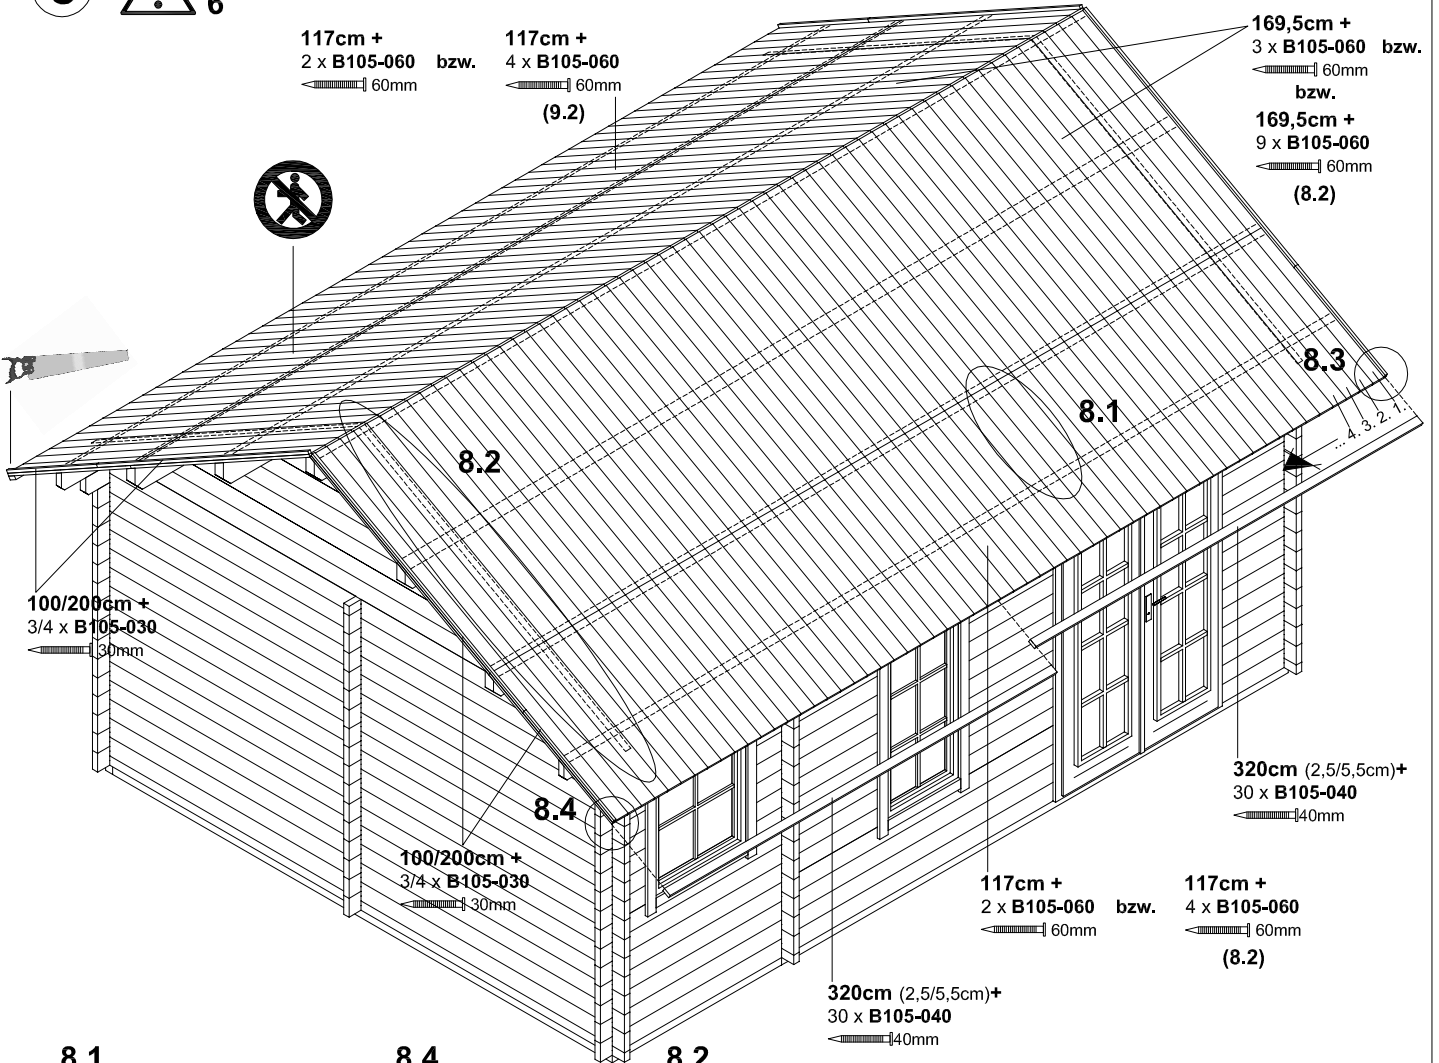 6
117cm +
2 x B105-060 bzw.
60mm
117cm +
4 x B105-060
60mm
(9.2)
169,5cm +
3 x B105-060 bzw.
60mm
bzw.
169,5cm +
9 x B105-060
60mm
(8.2)
8.3
8.1
8.2
... 4. 3. 2. 1.
100/200cm +
3/4 x B105-030
30mm
8.4
100/200cm +
3/4 x B105-030
30mm
320cm (2,5/5,5cm)+
30 x B105-040
40mm
117cm +
2 x B105-060 bzw.
60mm
117cm +
4 x B105-060
60mm
(8.2)
320cm (2,5/5,5cm)+
30 x B105-040
40mm
8.1
8.4
8.2